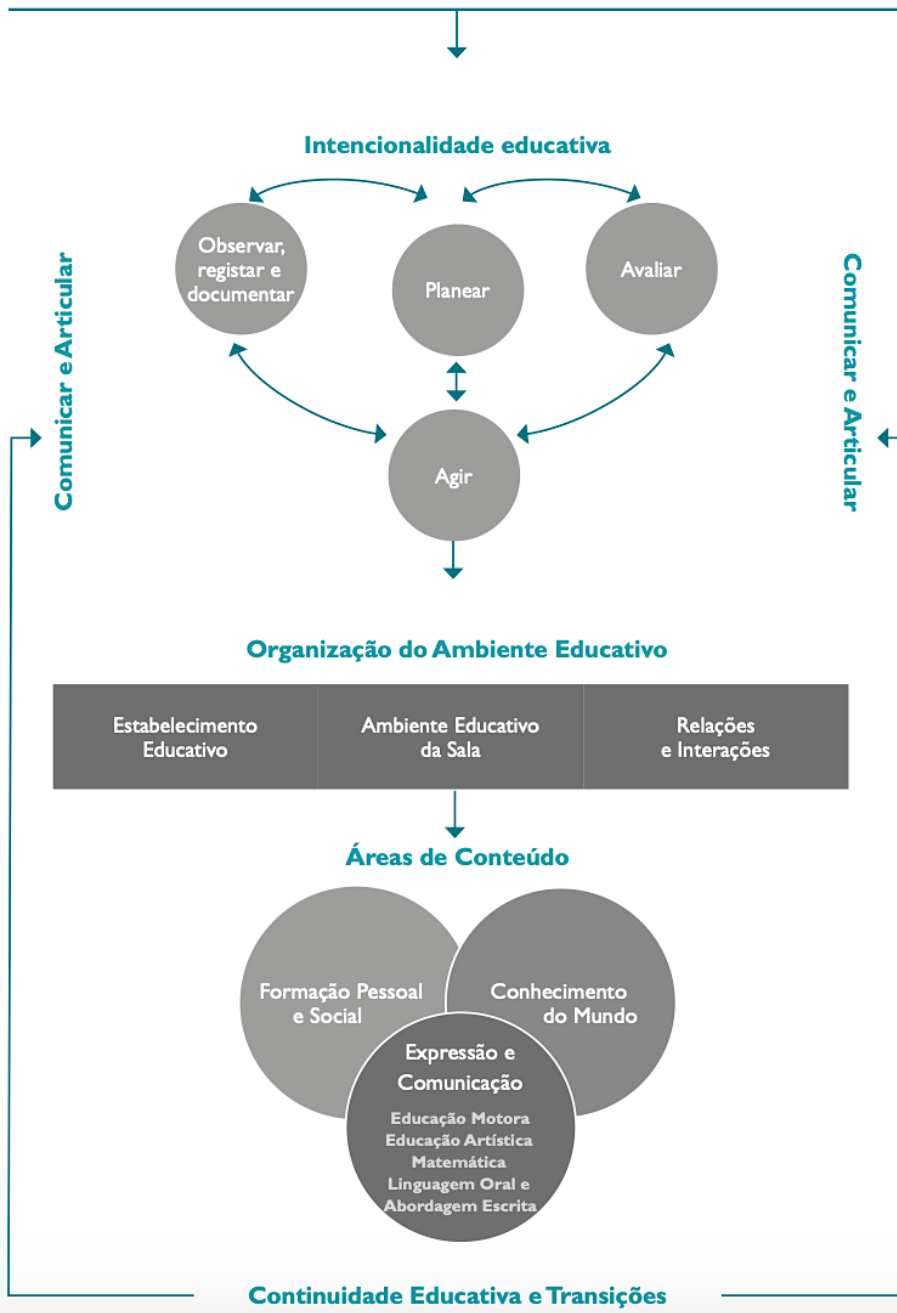 Intencionalidade educativa
Observar,
registar e
documentar
Planear
Avaliar
Comunicar e Articular
Comunicar e Articular
Agir
Organização do Ambiente Educativo
Estabelecimento
Educativo
Ambiente Educativo
da Sala
Relações
e Interações
Áreas de Conteúdo
Formação Pessoal
e Social
Conhecimento
do Mundo
Expressão e
Comunicação
Educação Motora
Educação Artística
Matemática
Linguagem Oral e
Abordagem Escrita
Continuidade Educativa e Transições